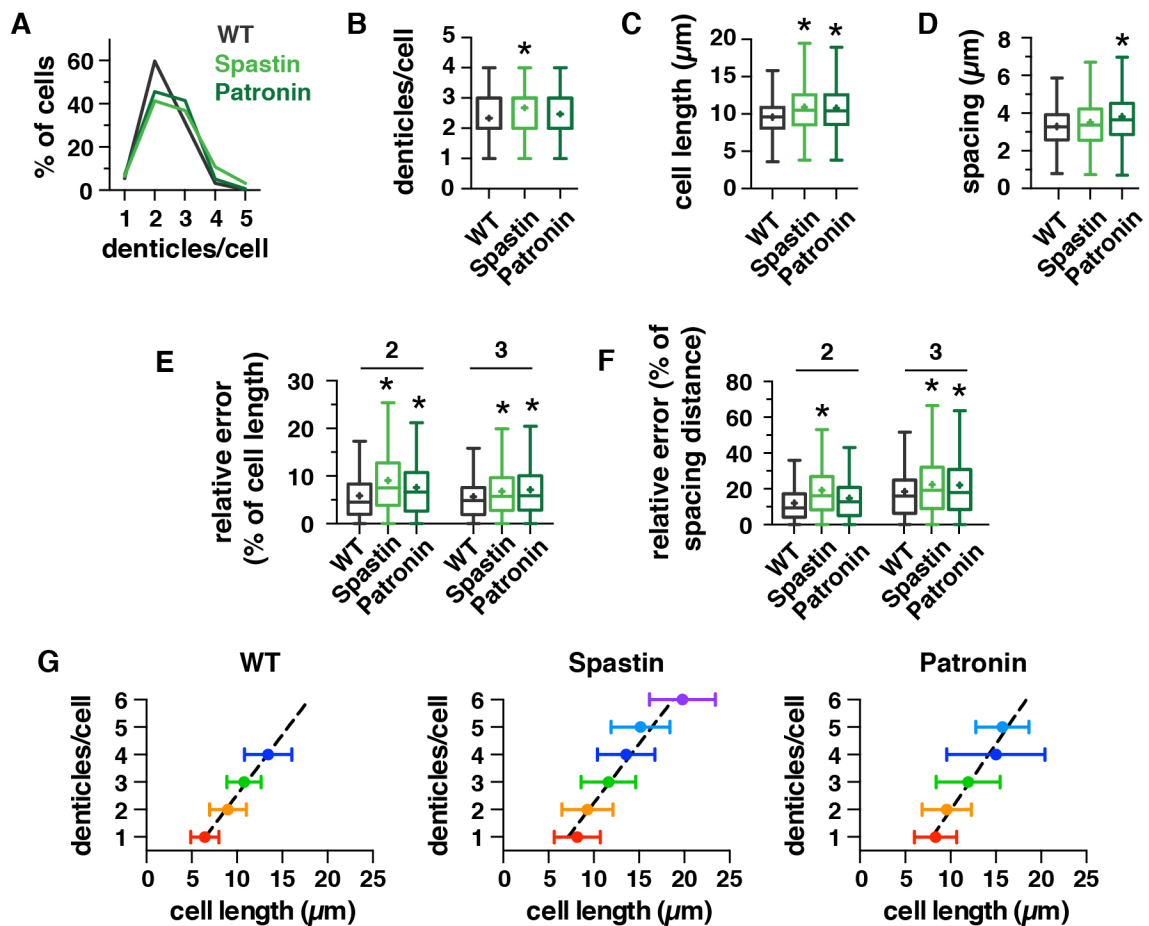 A
% of cells
60
40
20
0
1 2 3 4 5
denticles/cell
WT
Spastin
Patronin
B
denticles/cell
5
4
3
2
1
0
*
WT
Spastin
Patronin
C
cell length (µm)
20
15
10
5
0
* *
WT
Spastin
Patronin
D
spacing (µm)
8
6
4
2
0
*
WT
Spastin
Patronin
E
relative error
(% of cell length)
30
20
10
0
2 3
* * * *
WT
Spastin
Patronin
WT
Spastin
Patronin
F
relative error (% of
spacing distance)
80
60
40
20
0
2 3
* * *
WT
Spastin
Patronin
WT
Spastin
Patronin
G
WT
denticles/cell
6
5
4
3
2
1
0 5 10 15 20 25
cell length (µm)
Spastin
denticles/cell
6
5
4
3
2
1
0 5 10 15 20 25
cell length (µm)
Patronin
denticles/cell
6
5
4
3
2
1
0 5 10 15 20 25
cell length (µm)